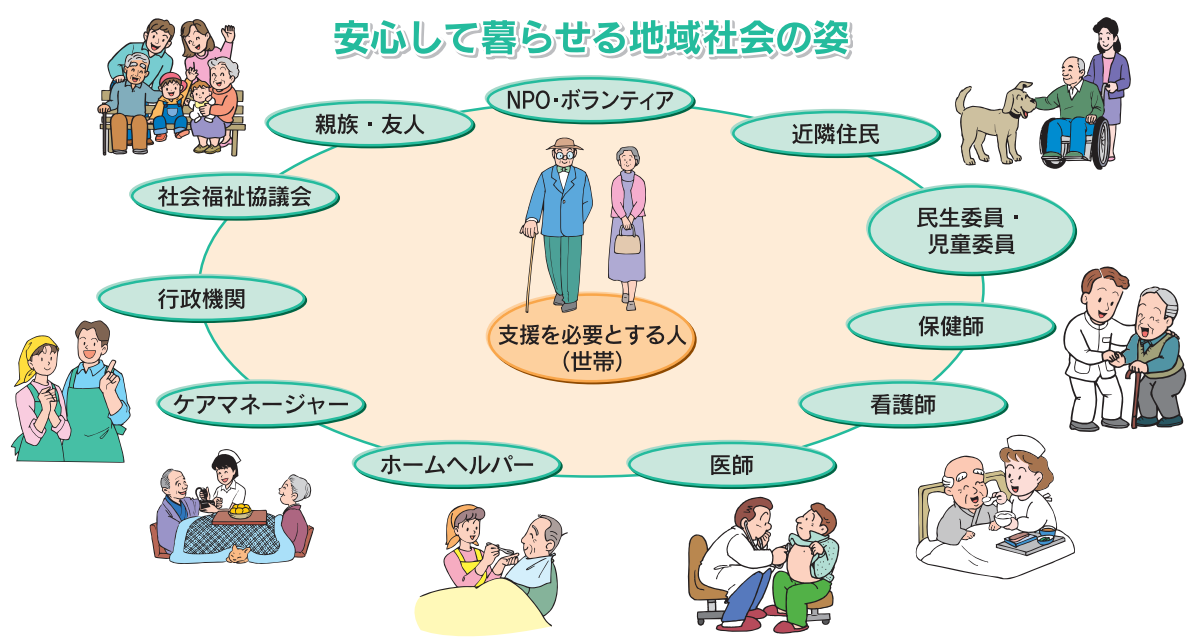 安心して暮らせる地域社会の姿
NPO・ボランティア
親族・友人
近隣住民
社会福祉協議会
民生委員・
児童委員
行政機関
保健師
支援を必要とする人
（世帯）
ケアマネージャー
看護師
ホームヘルパー
医師